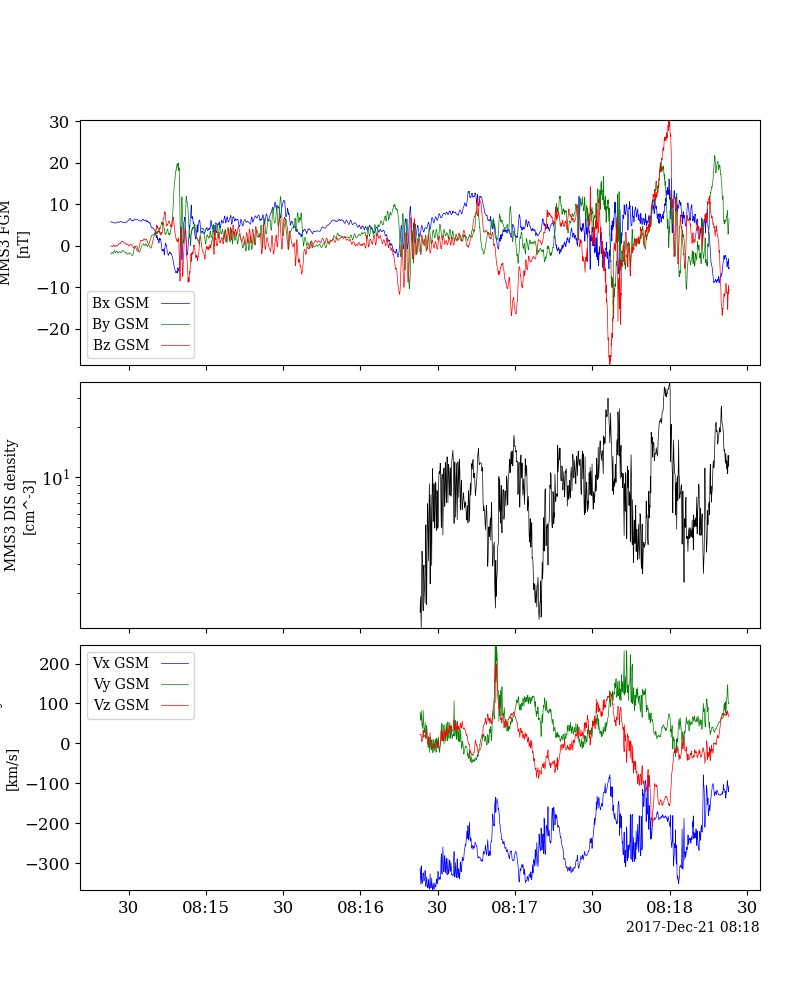 30
20
10
0
−10
−20
MMS3 FGM
[nT]
Bx GSM
By GSM
Bz GSM
10^1
MMS3 DIS density
[cm^-3]
200
100
0
−100
−200
−300
[km/s]
Vx GSM
Vy GSM
Vz GSM
30 08:15 30 08:16 30 08:17 30 08:18 30
2017-Dec-21 08:18